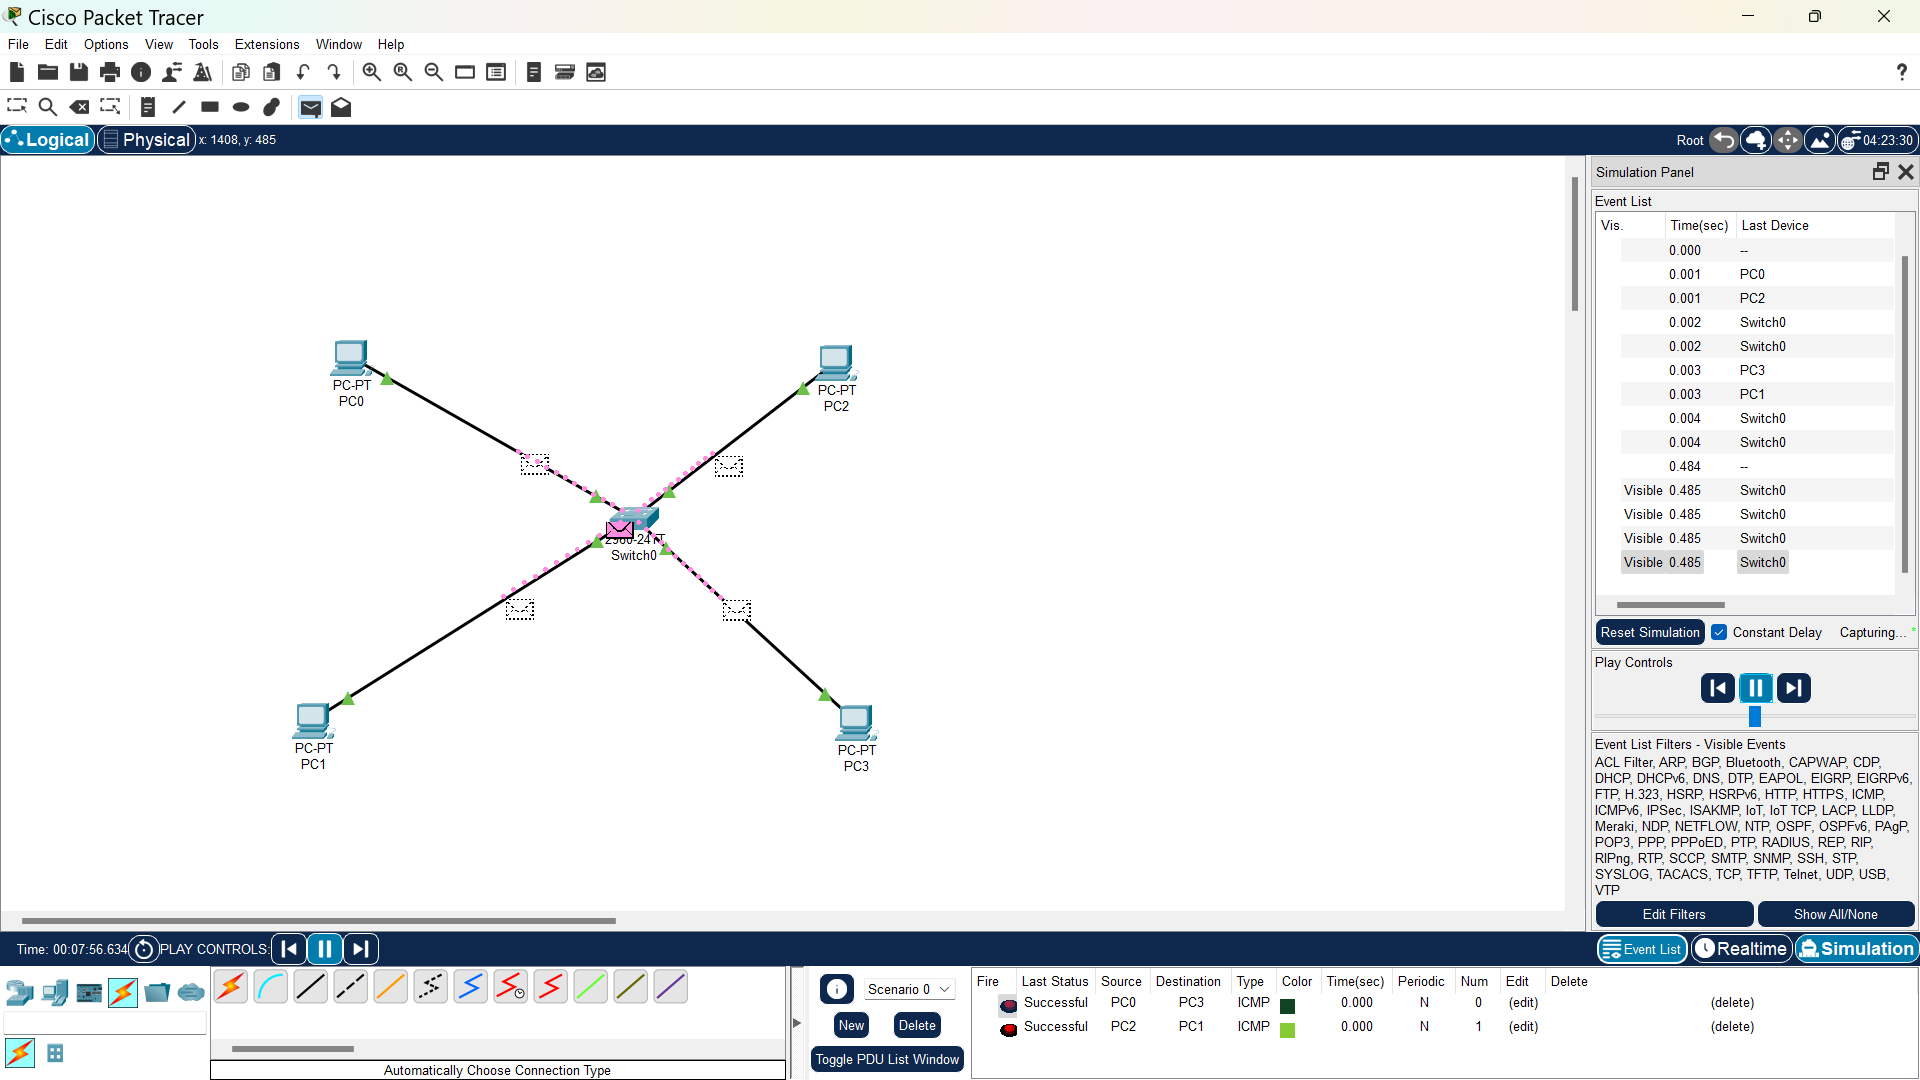 Cisco Packet Tracer
File Edit Options View Tools Extensions Window Help
Logical Physical x: 1408, y: 485 Root 04:23:30
PC-PT
PC0
PC-PT
PC2
2960-24TT
Switch0
PC-PT
PC1
PC-PT
PC3
Simulation Panel
Event List
Vis. Time(sec) Last Device
0.000 --
0.001 PC0
0.001 PC2
0.002 Switch0
0.002 Switch0
0.003 PC3
0.003 PC1
0.004 Switch0
0.004 Switch0
0.484 --
Visible 0.485 Switch0
Visible 0.485 Switch0
Visible 0.485 Switch0
Visible 0.485 Switch0
Reset Simulation Constant Delay Capturing... *
Play Controls
Event List Filters - Visible Events
ACL Filter, ARP, BGP, Bluetooth, CAPWAP, CDP,
DHCP, DHCPv6, DNS, DTP, EAPOL, EIGRP, EIGRPv6,
FTP, H.323, HSRP, HSRPv6, HTTP, HTTPS, ICMP,
ICMPv6, IPSec, ISAKMP, IoT, IoT TCP, LACP, LLDP,
Meraki, NDP, NETFLOW, NTP, OSPF, OSPFv6, PAgP,
POP3, PPP, PPPoED, PTP, RADIUS, REP, RIP,
RIPng, RTP, SCCP, SMTP, SNMP, SSH, STP,
SYSLOG, TACACS, TCP, TFTP, Telnet, UDP, USB,
VTP
Edit Filters Show All/None
Time: 00:07:56.634 PLAY CONTROLS: Event List Realtime Simulation
Automatically Choose Connection Type
Scenario 0
New Delete
Toggle PDU List Window
Fire Last Status Source Destination Type Color Time(sec) Periodic Num Edit Delete
Successful PC0 PC3 ICMP 0.000 N 0 (edit) (delete)
Successful PC2 PC1 ICMP 0.000 N 1 (edit) (delete)